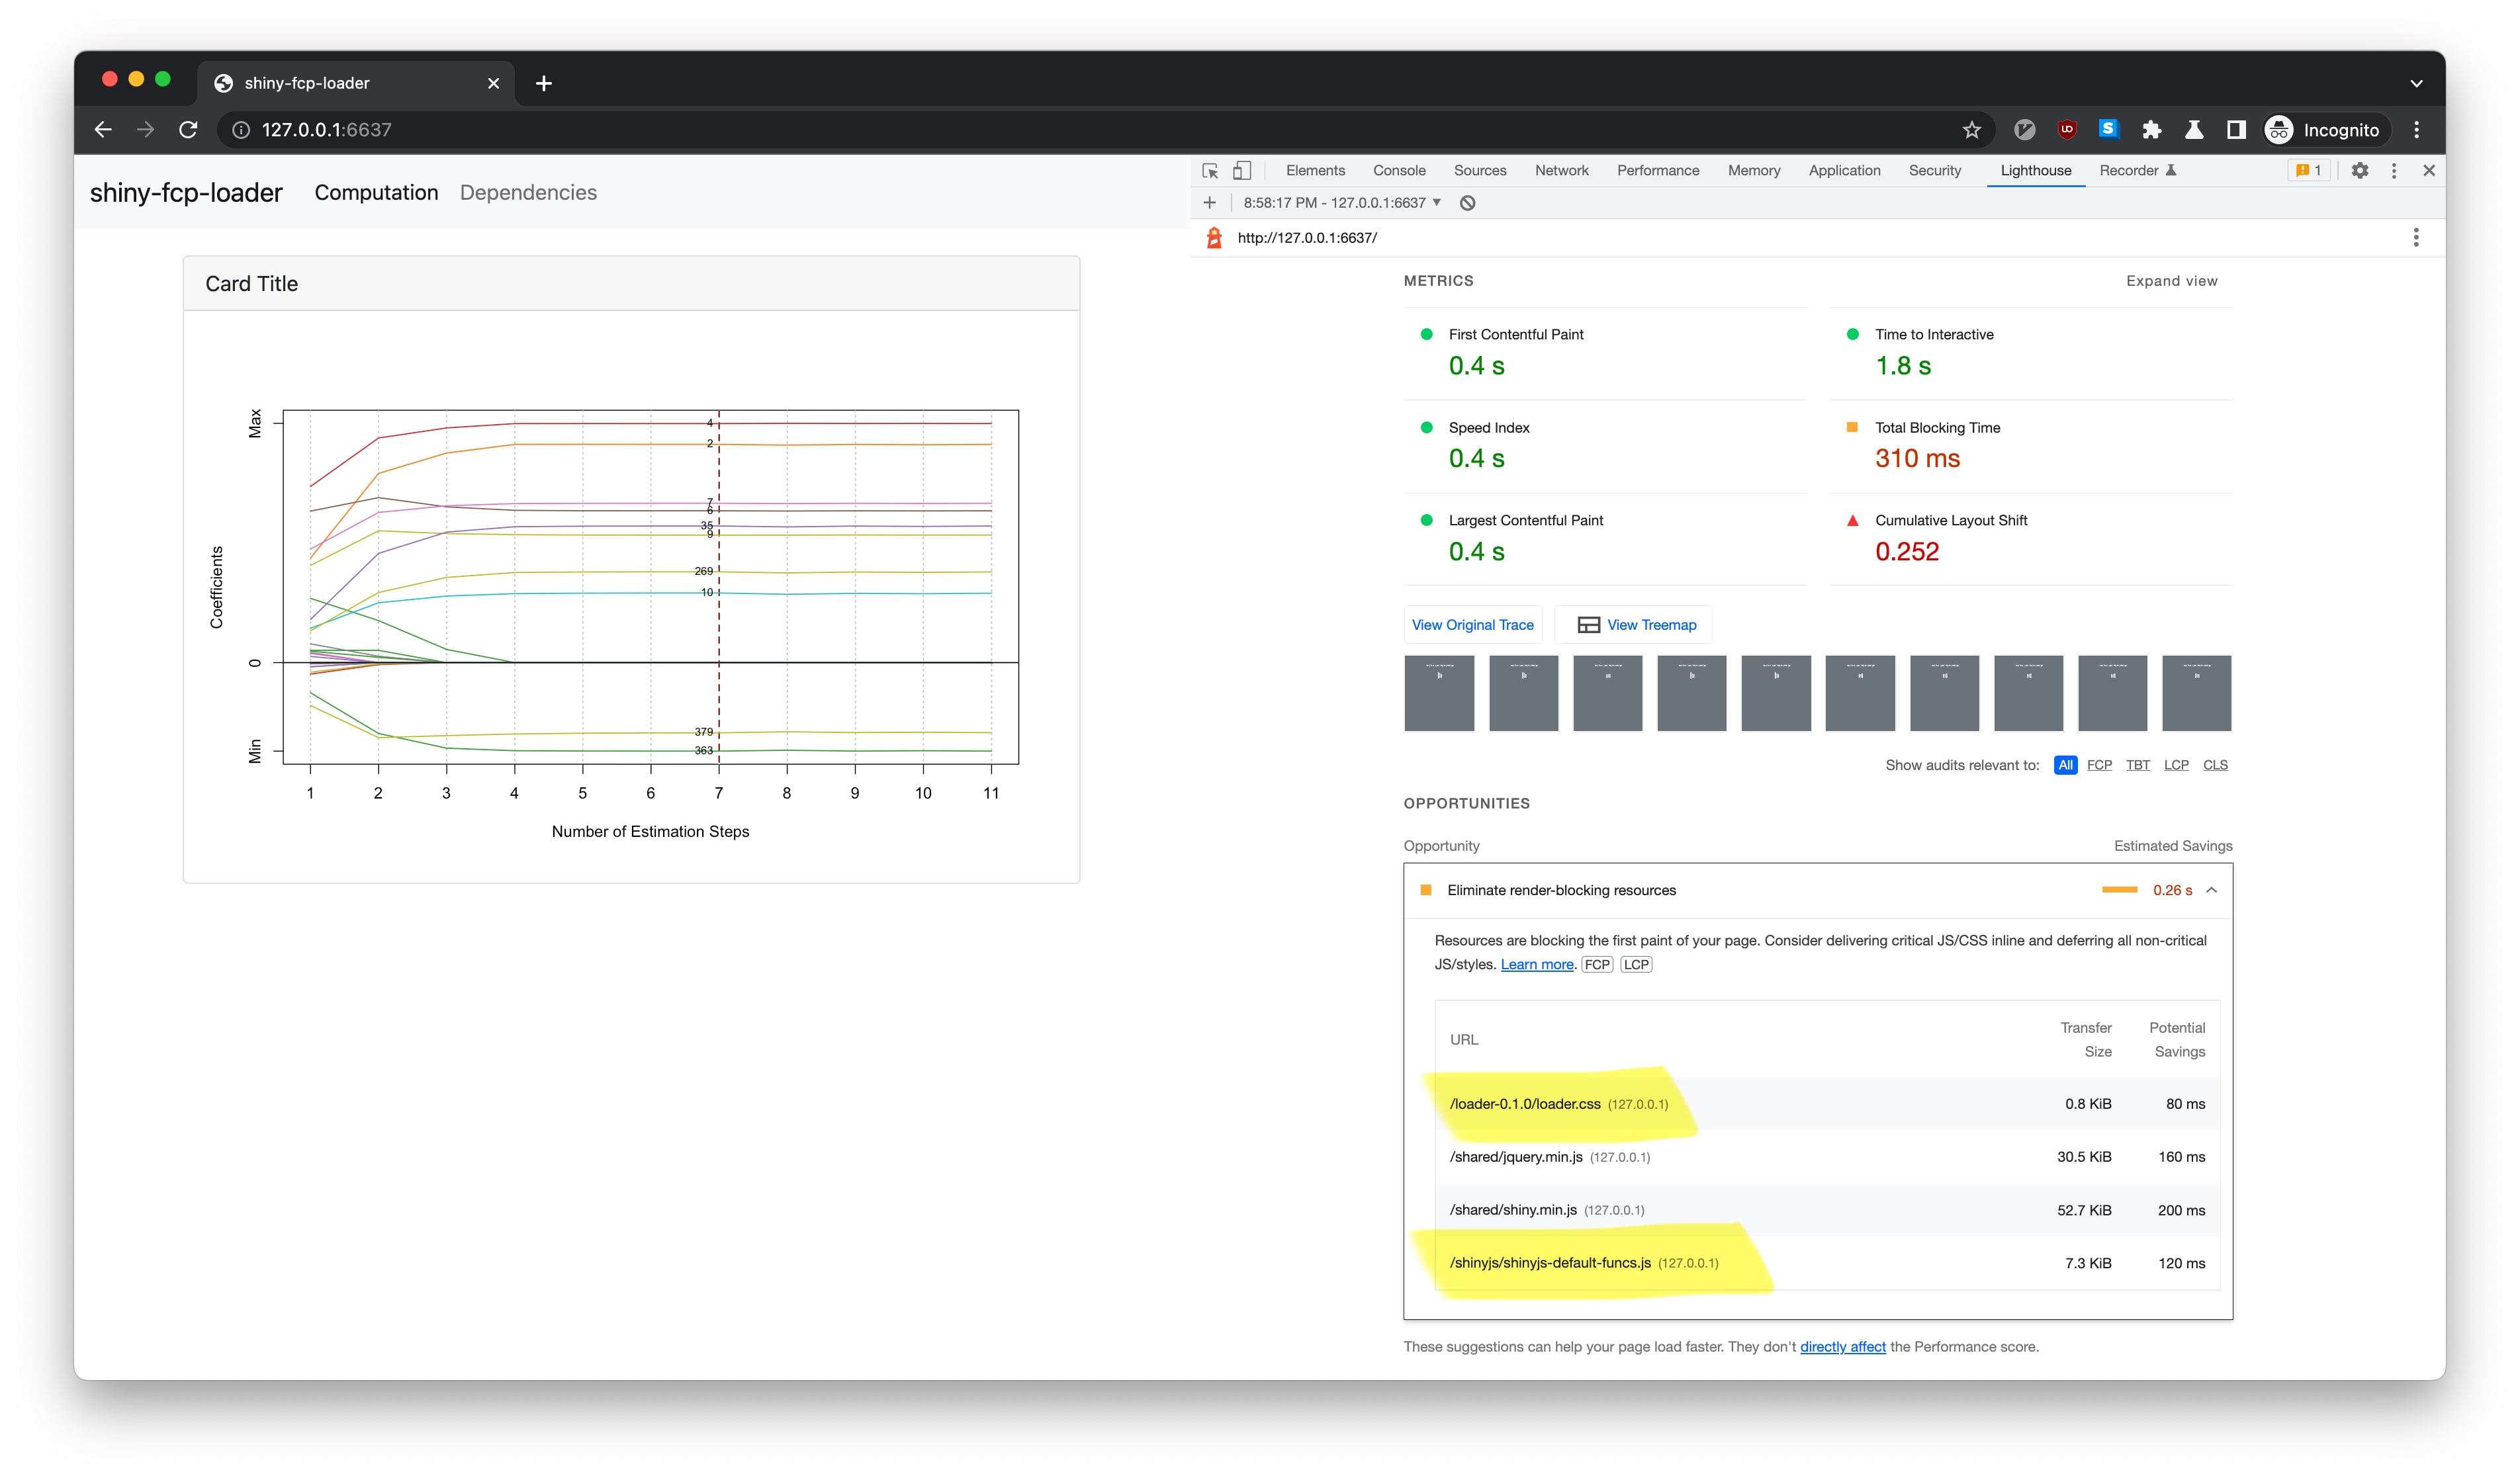 shiny-fcp-loader
127.0.0.1:6637
Incognito
shiny-fcp-loader Computation Dependencies
Card Title
Max
0
Min
Coefficients
4
2
7
6
35
9
269
10
379
363
1 2 3 4 5 6 7 8 9 10 11
Number of Estimation Steps
Elements Console Sources Network Performance Memory Application Security Lighthouse Recorder 1
8:58:17 PM - 127.0.0.1:6637
http://127.0.0.1:6637/
METRICS Expand view
First Contentful Paint
0.4 s
Time to Interactive
1.8 s
Speed Index
0.4 s
Total Blocking Time
310 ms
Largest Contentful Paint
0.4 s
Cumulative Layout Shift
0.252
View Original Trace View Treemap
Show audits relevant to: All FCP TBT LCP CLS
OPPORTUNITIES
Opportunity Estimated Savings
Eliminate render-blocking resources 0.26 s
Resources are blocking the first paint of your page. Consider delivering critical JS/CSS inline and deferring all non-critical
JS/styles. Learn more. FCP LCP
URL Transfer Size Potential Savings
/loader-0.1.0/loader.css (127.0.0.1) 0.8 KiB 80 ms
/shared/jquery.min.js (127.0.0.1) 30.5 KiB 160 ms
/shared/shiny.min.js (127.0.0.1) 52.7 KiB 200 ms
/shinyjs/shinyjs-default-funcs.js (127.0.0.1) 7.3 KiB 120 ms
These suggestions can help your page load faster. They don't directly affect the Performance score.